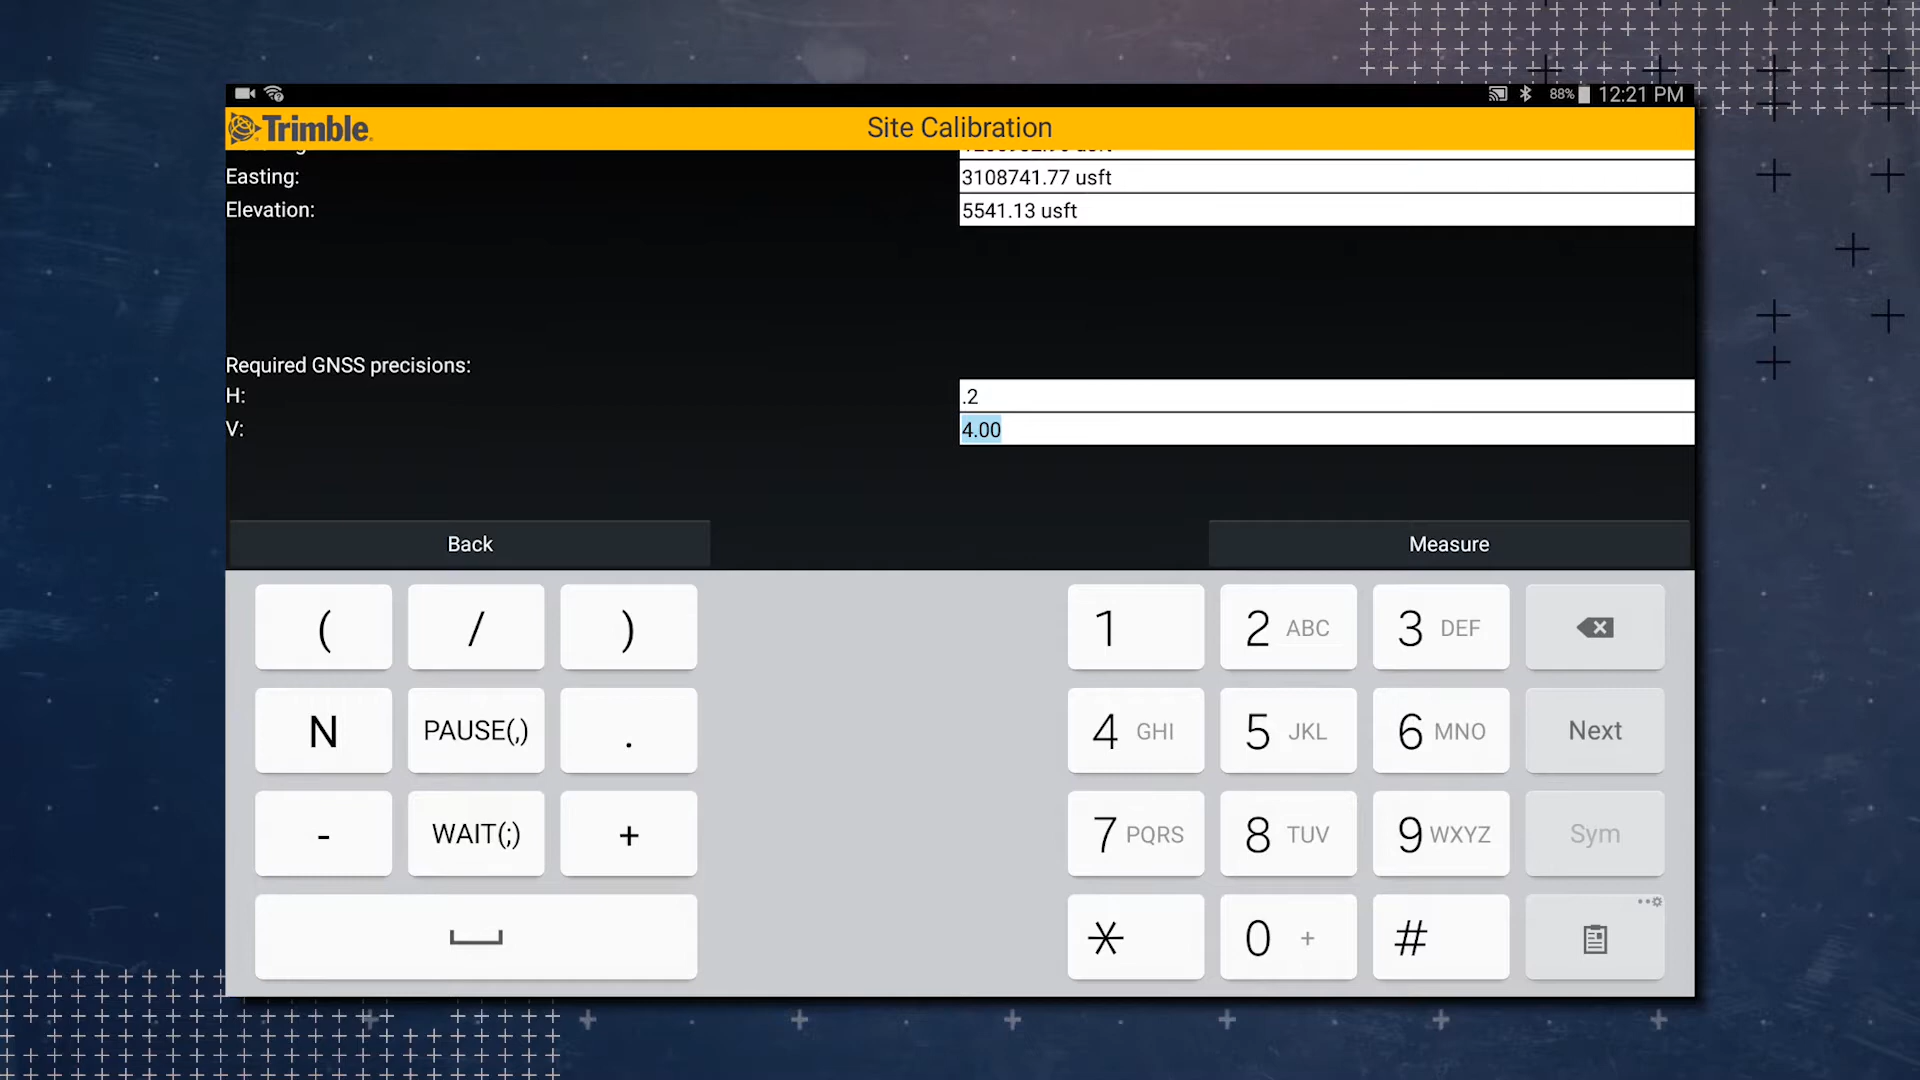 88% 12:21 PM
Trimble
Site Calibration
Easting:
3108741.77 usft
Elevation:
5541.13 usft
Required GNSS precisions:
H:
.2
V:
4.00
Back
Measure
( / ) 1 2 ABC 3 DEF
N PAUSE(,) . 4 GHI 5 JKL 6 MNO Next
- WAIT(;) + 7 PQRS 8 TUV 9 WXYZ Sym
* 0 + #